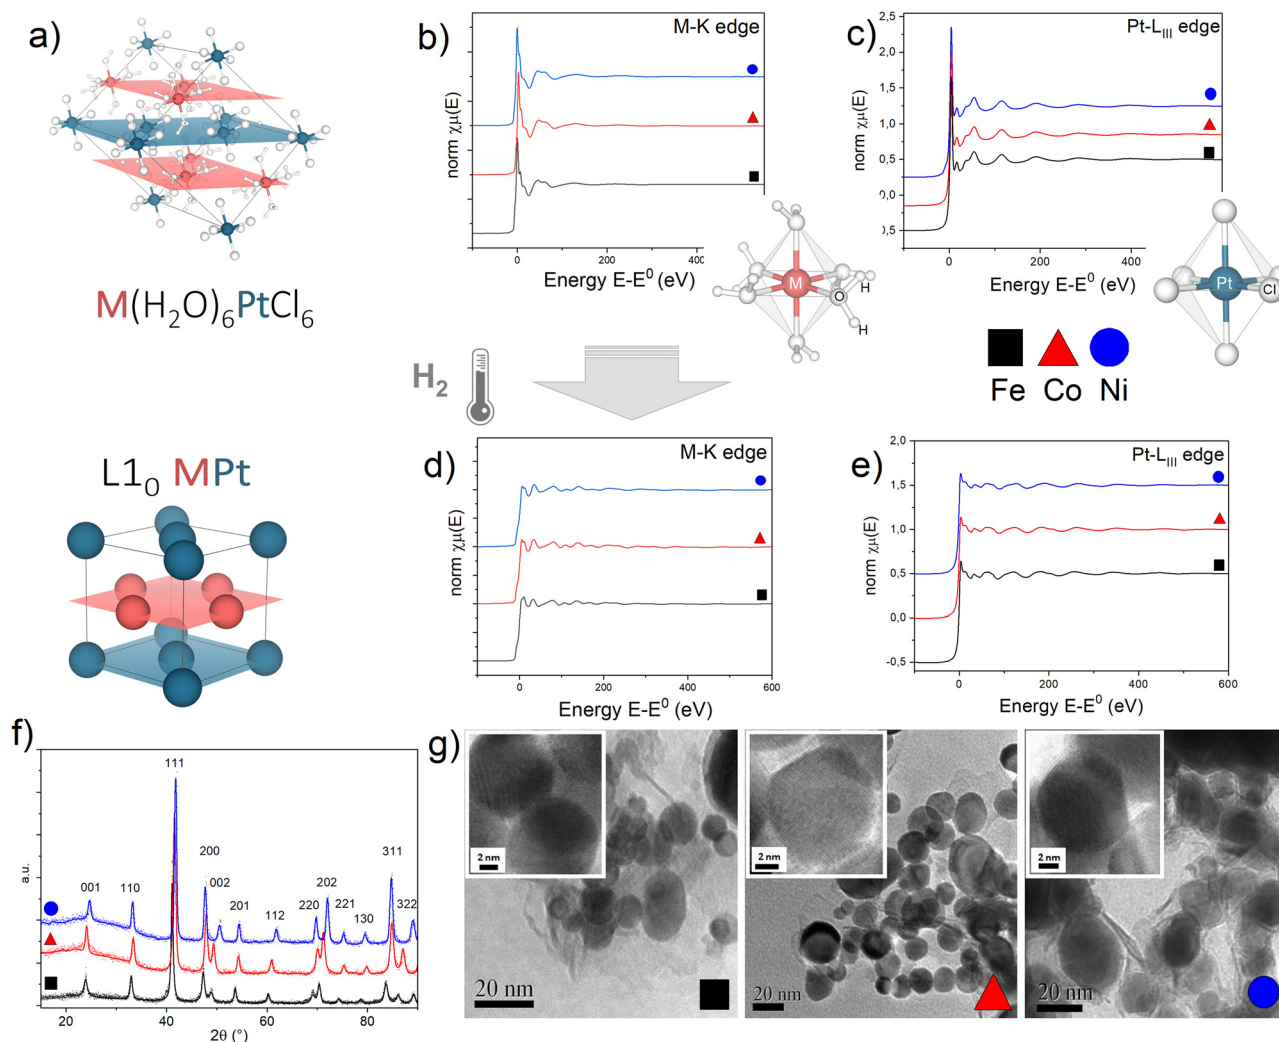 a)
M(H₂O)₆PtCl₆
b)
M-K edge
norm χμ(E)
0
200
400
Energy E-E⁰ (eV)
M
O
H
H
c)
Pt-L_III edge
norm χμ(E)
2,5
2,0
1,5
1,0
0,5
0,0
0,5
0
200
400
Energy E-E⁰ (eV)
Pt
Cl
Fe Co Ni
H₂
L1₀ MPt
d)
M-K edge
norm χμ(E)
0
200
400
600
Energy E-E⁰ (eV)
e)
Pt-L_III edge
norm χμ(E)
2,0
1,5
1,0
0,5
0,0
-0,5
0
200
400
600
Energy E-E⁰ (eV)
f)
a.u.
001
110
111
200
002
201
112
220
202
221
130
311
322
20
40
60
80
2θ (°)
g)
2 nm
20 nm
2 nm
20 nm
2 nm
20 nm